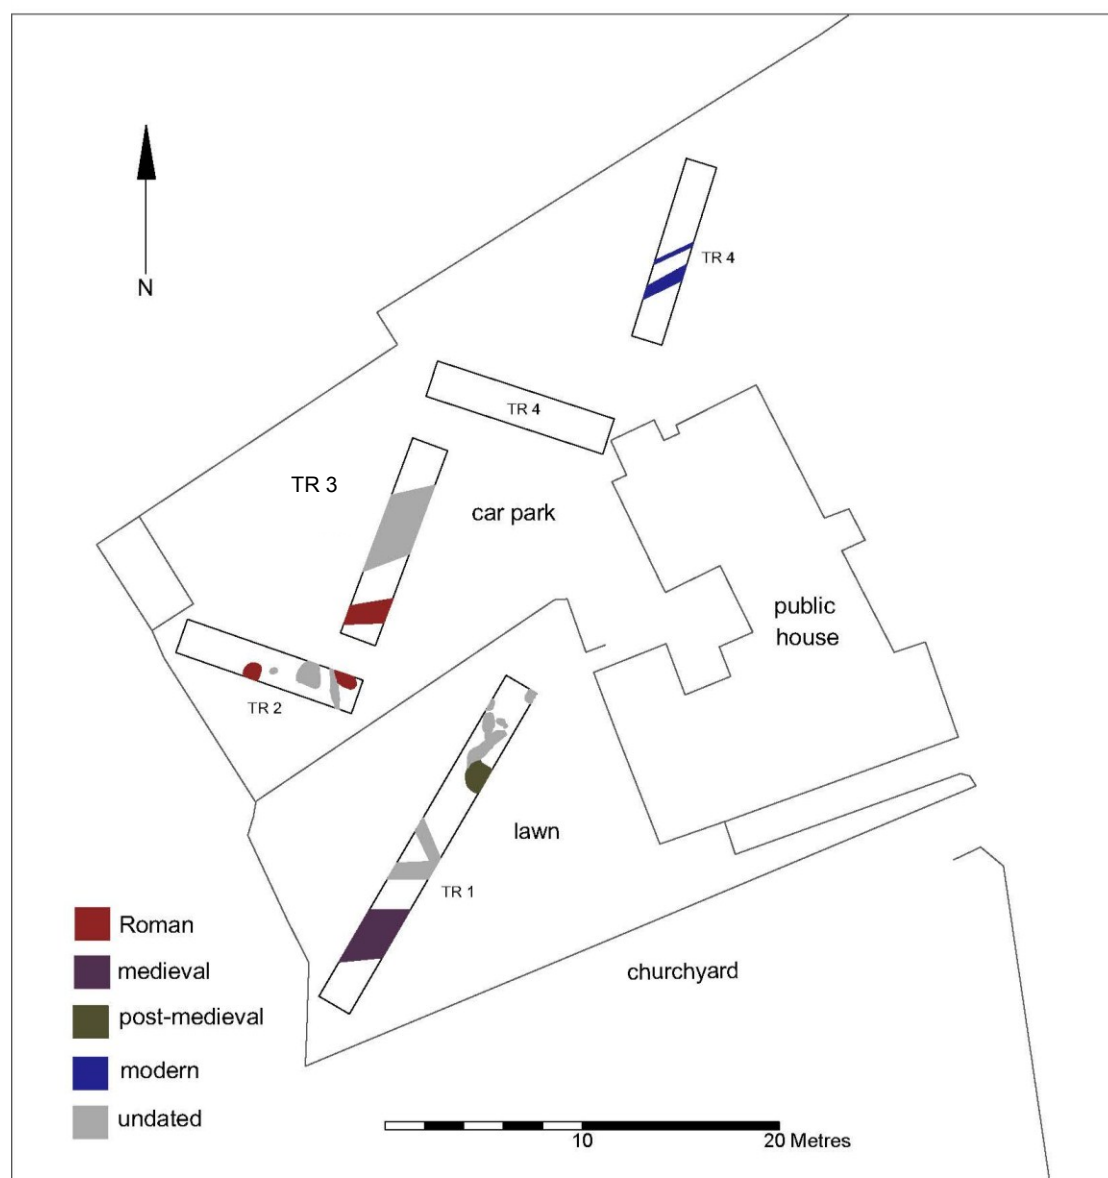 TR 4
N
TR 4
TR 3
car park
public
house
TR 2
lawn
TR 1
Roman
medieval
churchyard
post-medieval
modern
undated
10
20 Metres